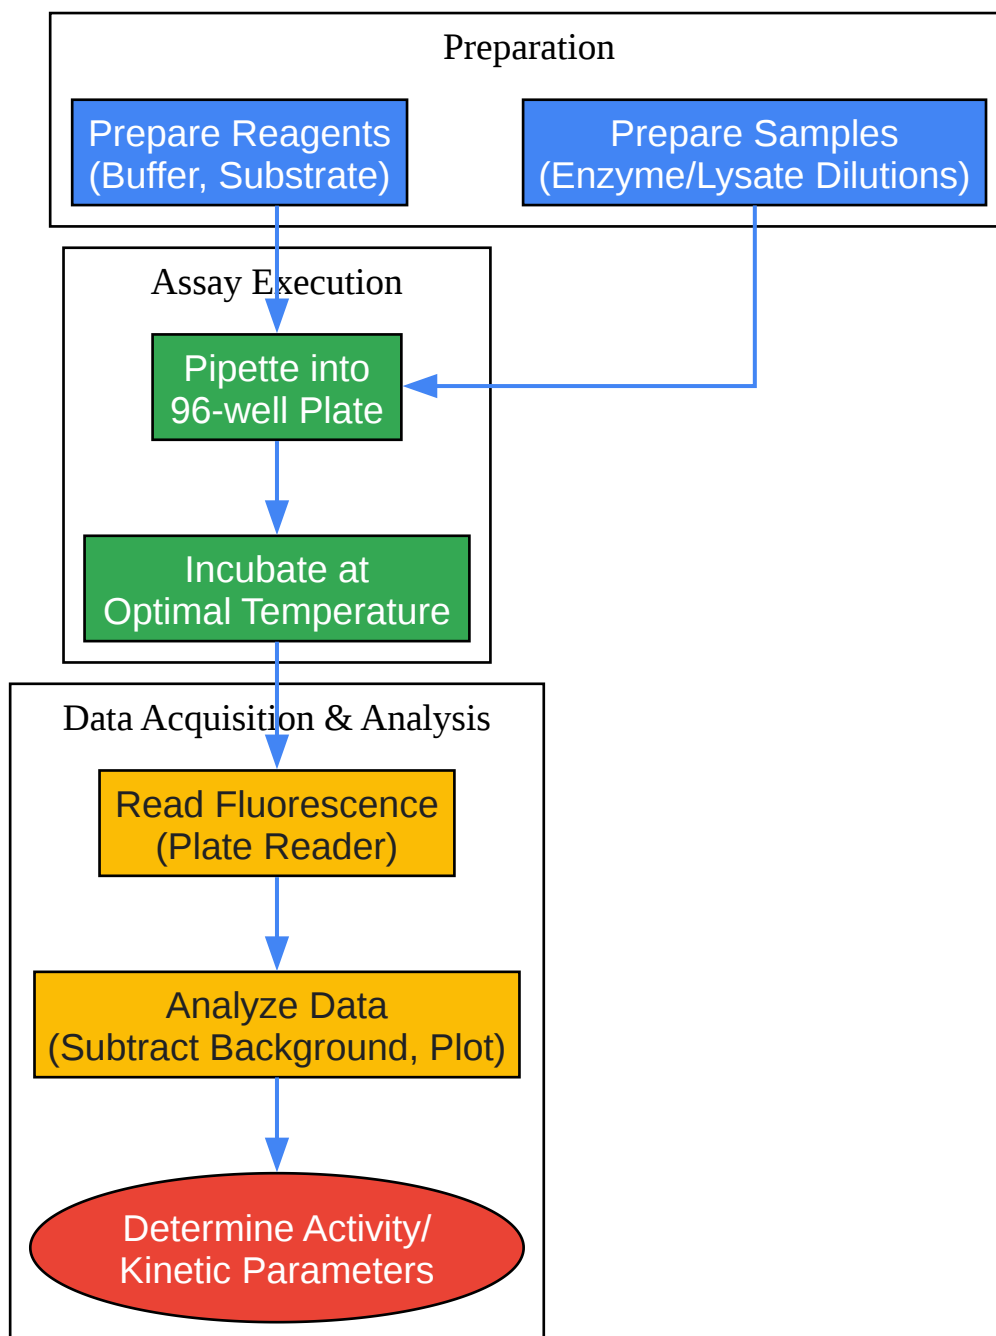 Preparation
Prepare Reagents
(Buffer, Substrate)
Prepare Samples
(Enzyme/Lysate Dilutions)
Assay Execution
Pipette into
96-well Plate
Incubate at
Optimal Temperature
Data Acquisition & Analysis
Read Fluorescence
(Plate Reader)
Analyze Data
(Subtract Background, Plot)
Determine Activity/
Kinetic Parameters